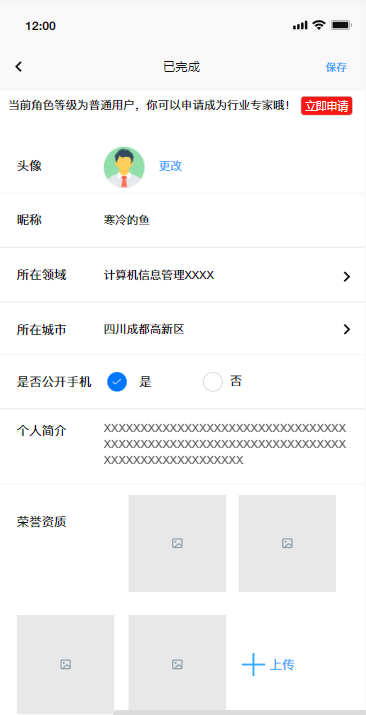 12:00
已完成
保存
当前角色等级为普通用户，你可以申请成为行业专家哦！ 立即申请
头像 更改
昵称 寒冷的鱼
所在领域 计算机信息管理XXXX
所在城市 四川成都高新区
是否公开手机 是 否
个人简介 XXXXXXXXXXXXXXXXXXXXXXXXXXXXXXXXX
XXXXXXXXXXXXXXXXXXXXXXXXXXXXXXXXX
XXXXXXXXXXXXXXXXXXX
荣誉资质
上传